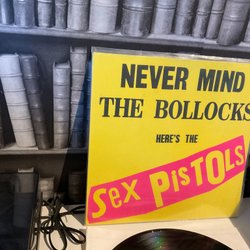 NEVER MIND
THE BOLLOCKS
HERE'S THE
Sex PISTOLS